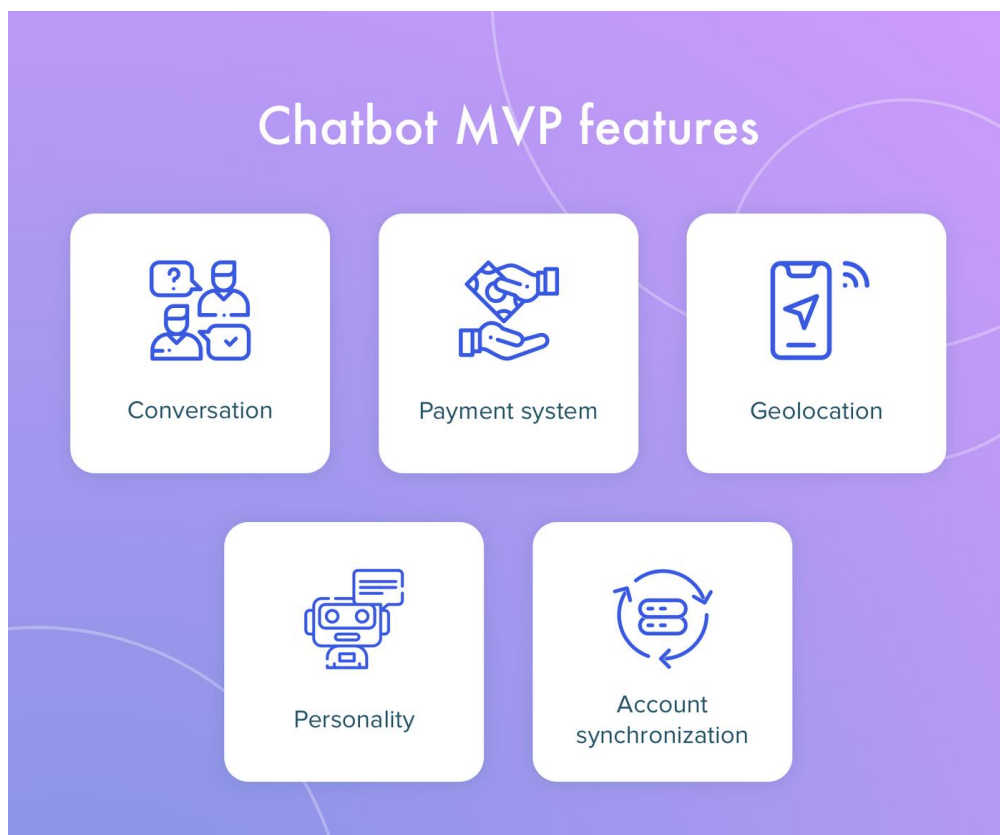 Chatbot MVP features
Conversation
Payment system
Geolocation
Personality
Account
synchronization